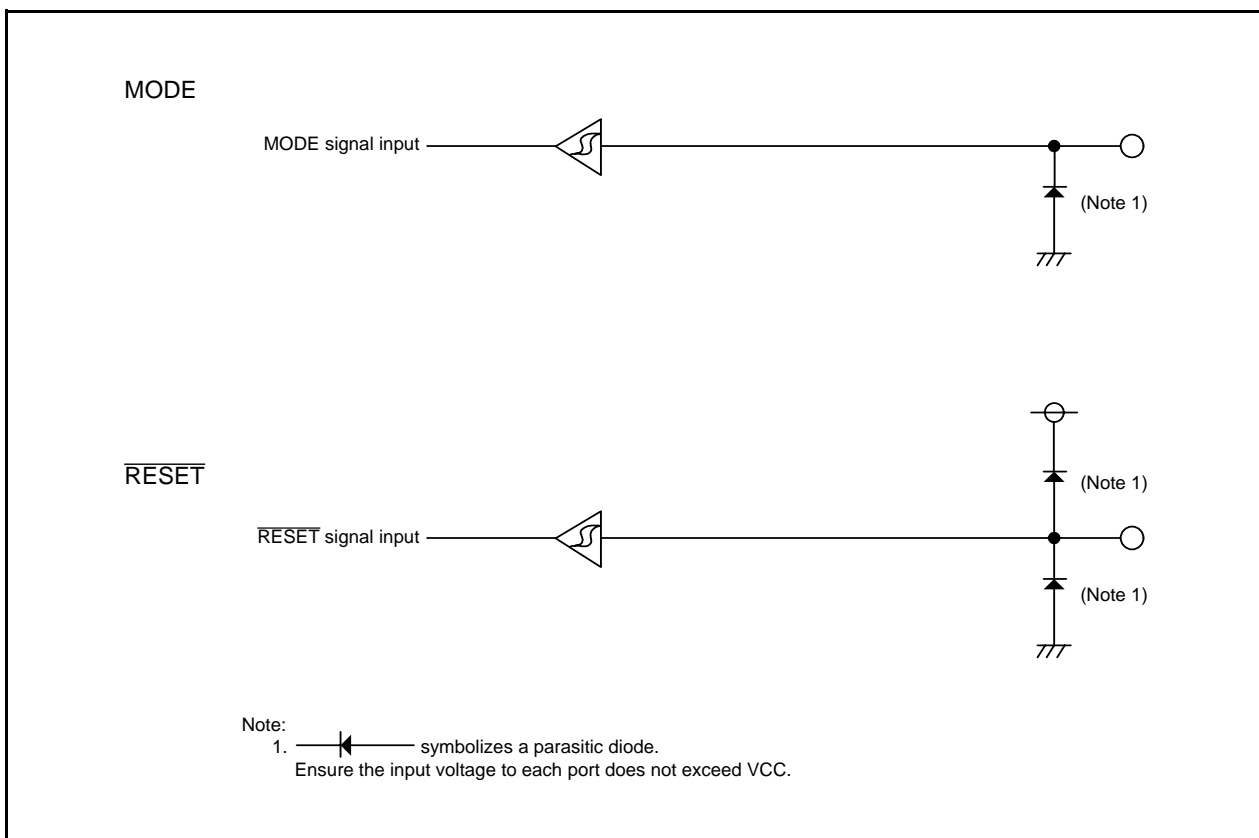 MODE
MODE signal input
(Note 1)
RESET
(Note 1)
RESET signal input
(Note 1)
Note:
1. symbolizes a parasitic diode.
Ensure the input voltage to each port does not exceed VCC.